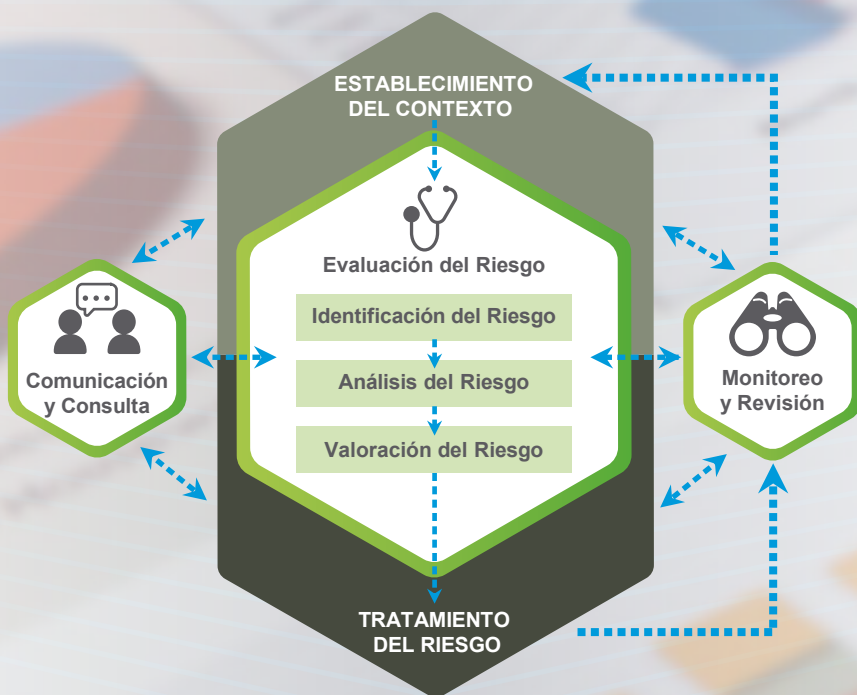 ESTABLECIMIENTO
DEL CONTEXTO
Evaluación del Riesgo
Identificación del Riesgo
Análisis del Riesgo
Valoración del Riesgo
Comunicación
y Consulta
Monitoreo
y Revisión
TRATAMIENTO
DEL RIESGO